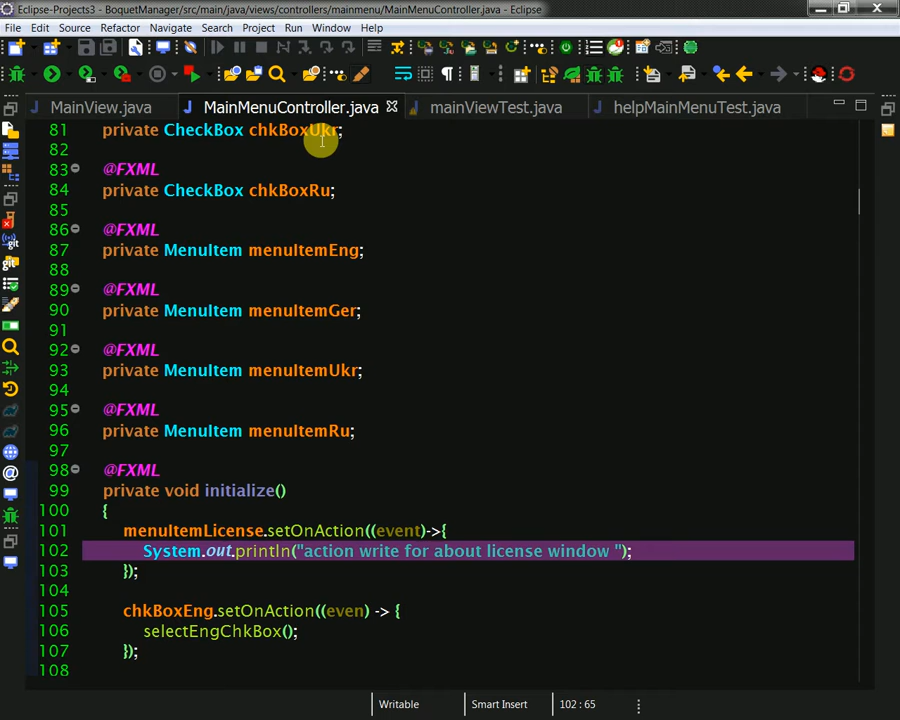 Eclipse-Projects3 - BoquetManager/src/main/java/views/controllers/mainmenu/MainMenuController.java - Eclipse
File Edit Source Refactor Navigate Search Project Run Window Help
MainView.java MainMenuController.java mainViewTest.java helpMainMenuTest.java
81 private CheckBox chkBoxUkr;
82
83 @FXML
84 private CheckBox chkBoxRu;
85
86 @FXML
87 private MenuItem menuItemEng;
88
89 @FXML
90 private MenuItem menuItemGer;
91
92 @FXML
93 private MenuItem menuItemUkr;
94
95 @FXML
96 private MenuItem menuItemRu;
97
98 @FXML
99 private void initialize()
100 {
101 menuItemLicense.setOnAction((event)->{
102 System.out.println("action write for about license window ");
103 });
104
105 chkBoxEng.setOnAction((even) -> {
106 selectEngChkBox();
107 });
108
Writable Smart Insert 102 : 65